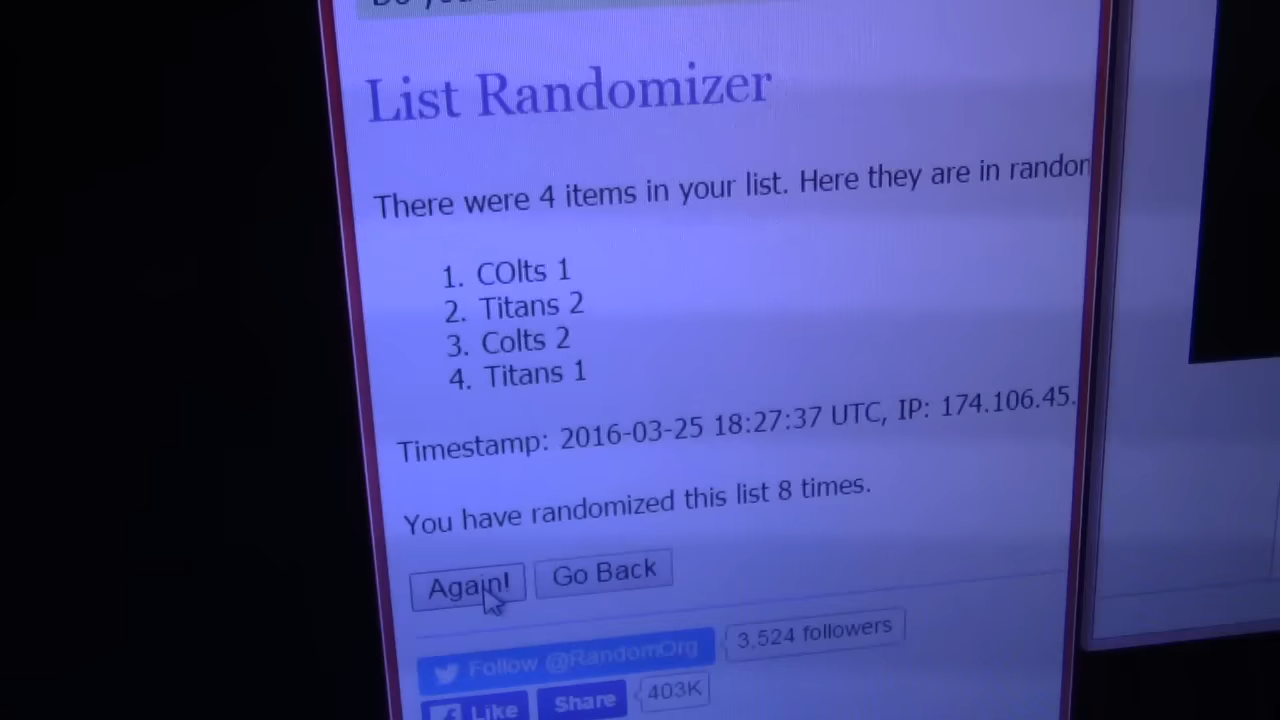 List Randomizer
There were 4 items in your list. Here they are in
1. COlts 1
2. Titans 2
3. Colts 2
4. Titans 1
Timestamp: 2016-03-25 18:27:37 UTC, IP: 174.106.45.
You have randomized this list 8 times.
Again! Go Back
Follow @RandomOrg 3,524 followers
Like Share 403K